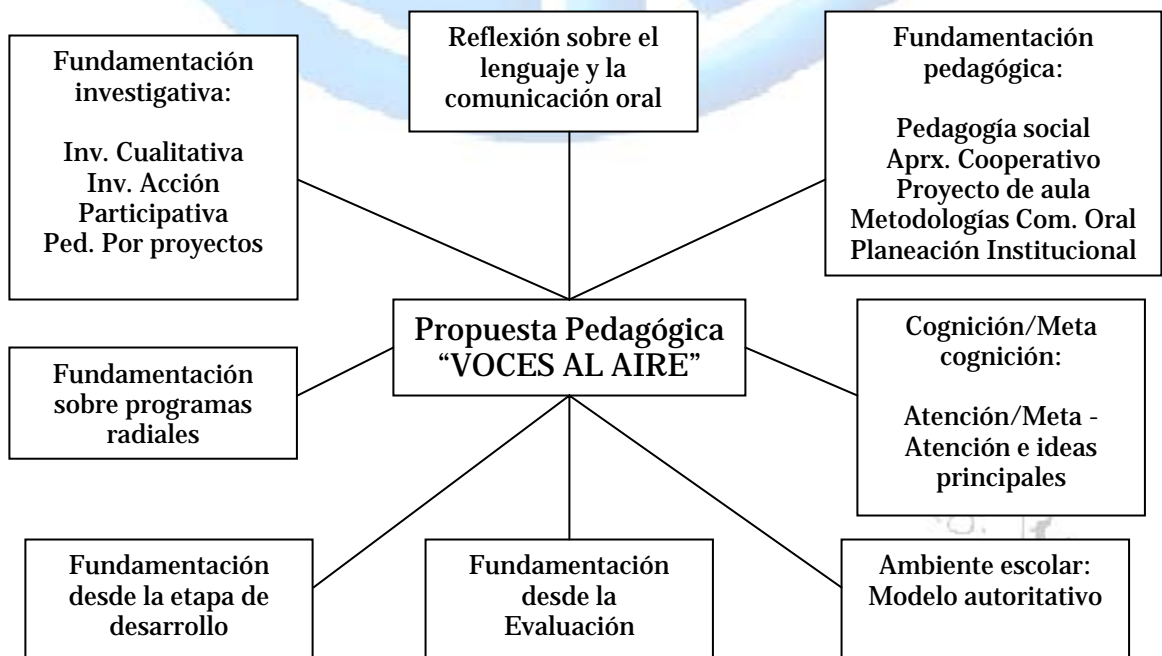 Fundamentación
investigativa:
Inv. Cualitativa
Inv. Acción
Participativa
Ped. Por proyectos
Reflexión sobre el
lenguaje y la
comunicación oral
Fundamentación
pedagógica:
Pedagogía social
Aprx. Cooperativo
Proyecto de aula
Metodologías Com. Oral
Planeación Institucional
Propuesta Pedagógica
“VOCES AL AIRE”
Fundamentación
sobre programas
radiales
Cognición/Meta
cognición:
Atención/Meta -
Atención e ideas
principales
Fundamentación
desde la etapa de
desarrollo
Fundamentación
desde la
Evaluación
Ambiente escolar:
Modelo autoritativo